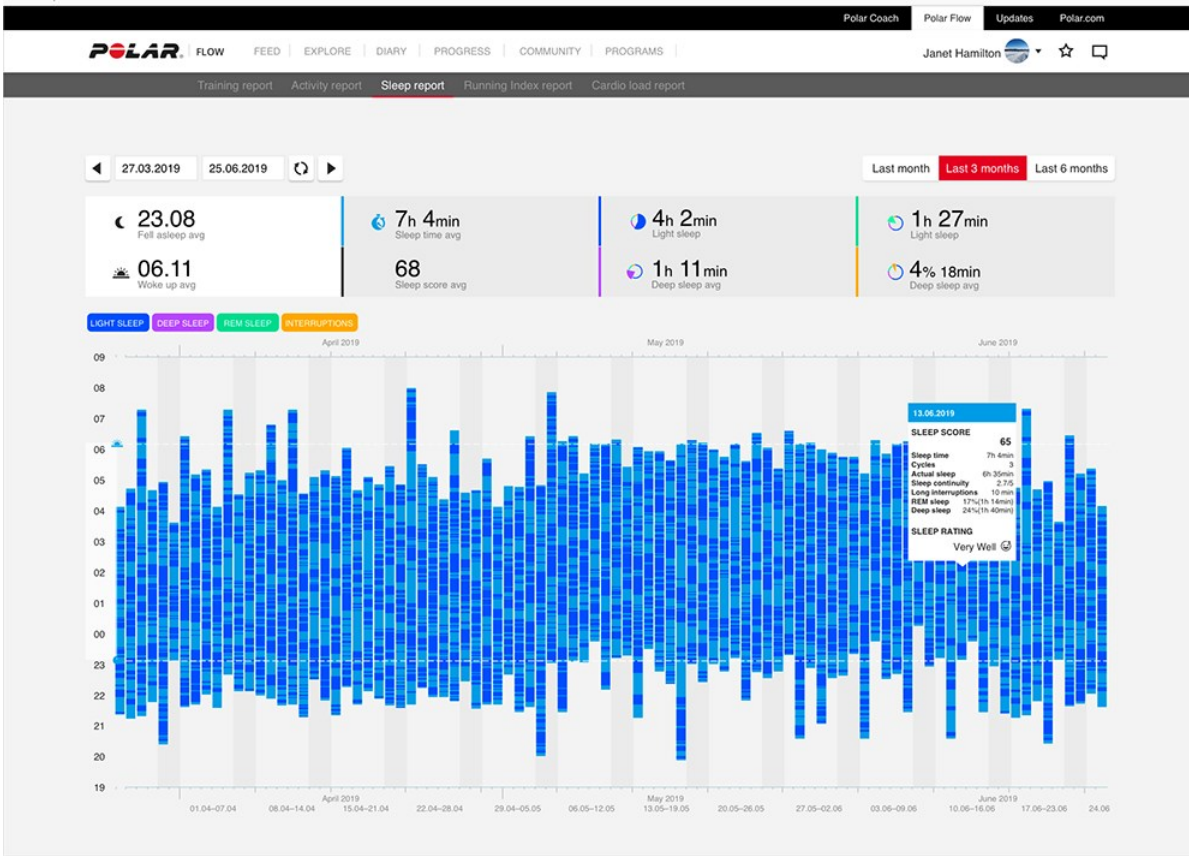 Polar Coach Polar Flow Updates Polar.com
POLAR. FLOW FEED EXPLORE DIARY PROGRESS COMMUNITY PROGRAMS Janet Hamilton
Training report Activity report Sleep report Running Index report Cardio load report
27.03.2019 25.06.2019 Last month Last 3 months Last 6 months
23.08 7h 4min 4h 2min 1h 27min
Fell asleep avg Sleep time avg Light sleep Light sleep
06.11 68 1h 11min 4% 18min
Woke up avg Sleep score avg Deep sleep avg Deep sleep avg
LIGHT SLEEP DEEP SLEEP REM SLEEP INTERRUPTIONS
April 2019 May 2019 June 2019
09
08
07
06
05
04
03
02
01
00
23
22
21
20
19
13.06.2019
SLEEP SCORE
65
Sleep time 7h 4min
Cycles 3
Actual sleep 6h 35min
Sleep continuity 2.7/5
Long interruptions 10 min
REM sleep 17%(1h 14min)
Deep sleep 24%(1h 40min)
SLEEP RATING
Very Well
April 2019 May 2019 June 2019
01.04–07.04 08.04–14.04 15.04–21.04 22.04–28.04 29.04–05.05 06.05–12.05 13.05–19.05 20.05–26.05 27.05–02.06 03.06–09.06 10.06–16.06 17.06–23.06 24.06